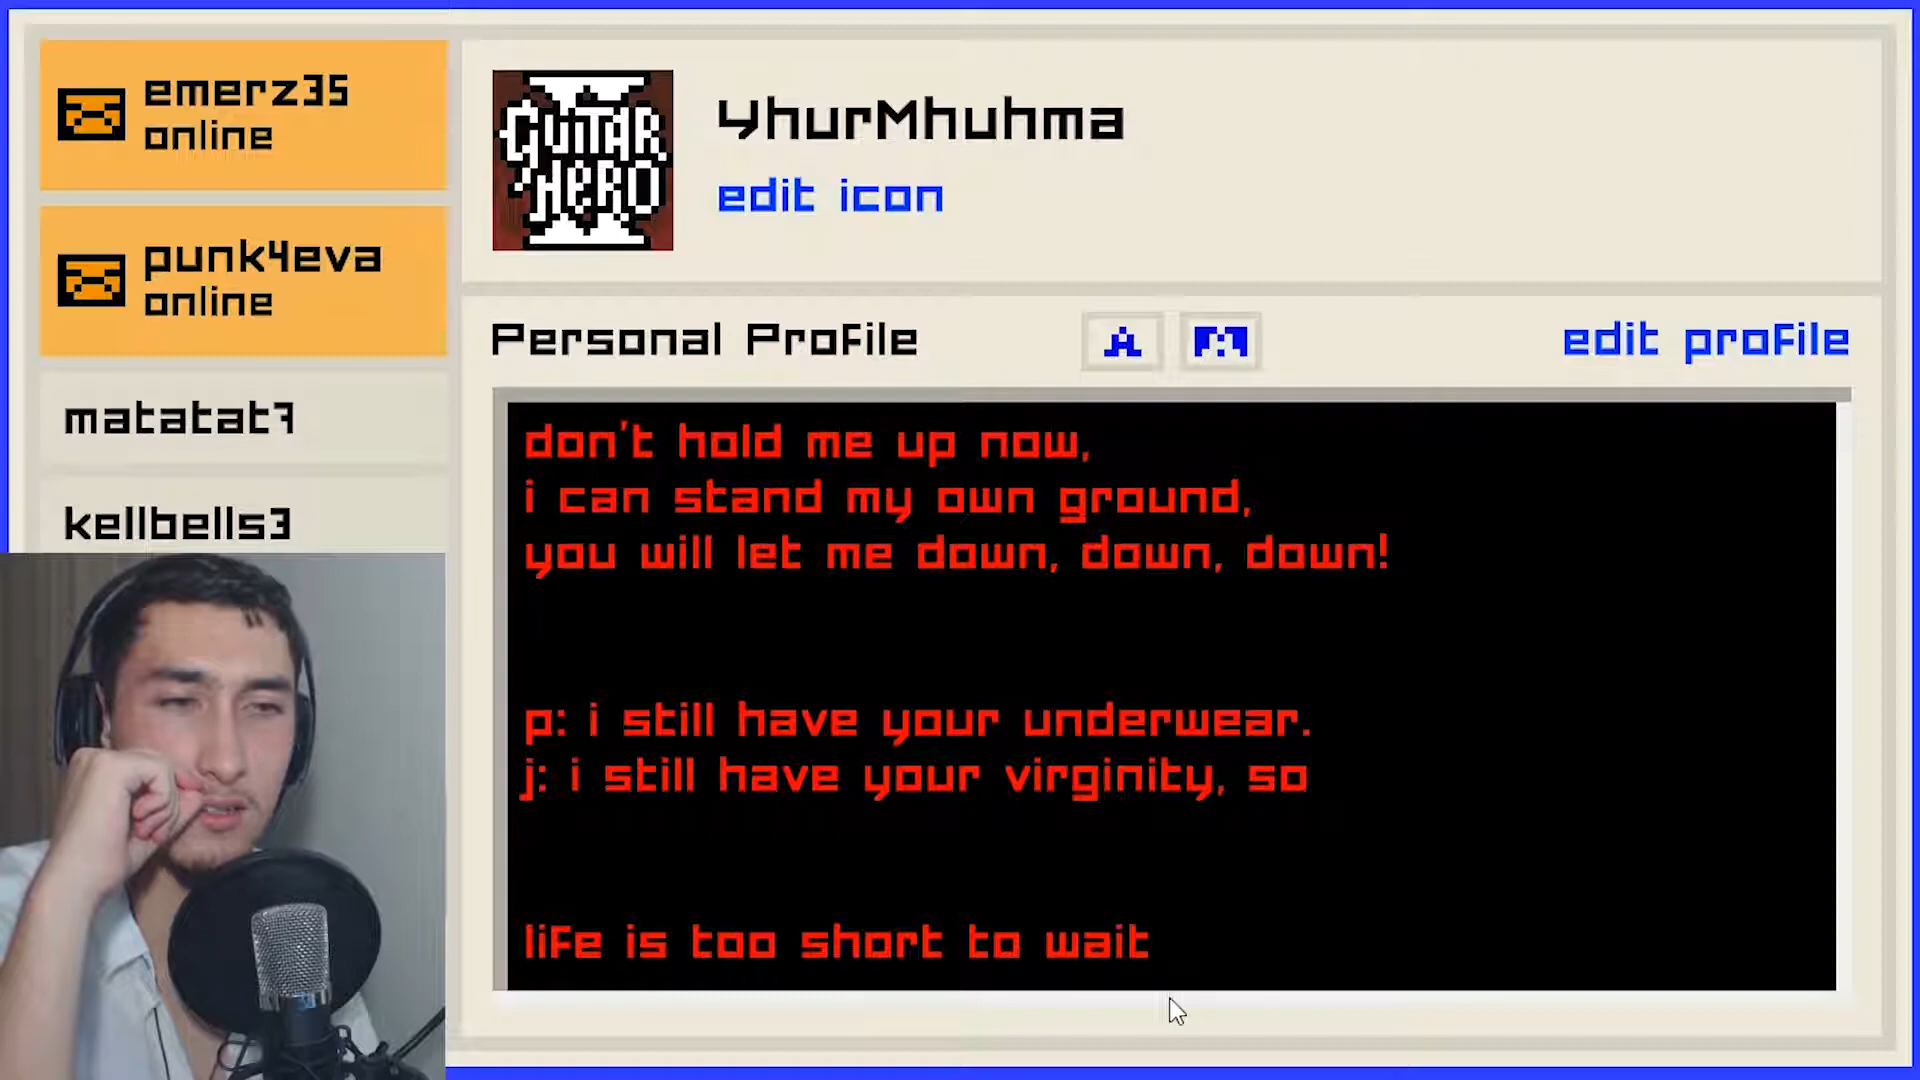 emerz35
online
punk4eva
online
matatat7
kellbells3
GUITAR
HERO
YhurMhuhma
edit icon
Personal Profile
A
edit profile
don't hold me up now,
i can stand my own ground,
you will let me down, down, down!
p: i still have your underwear.
j: i still have your virginity, so
life is too short to wait